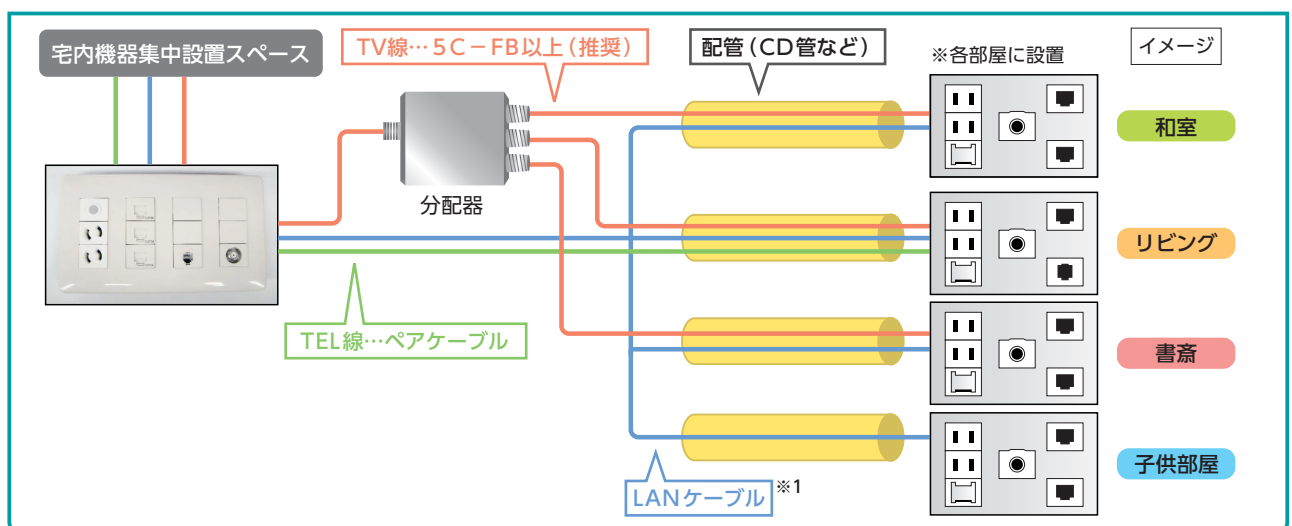 宅内機器集中設置スペース
TV線…5C－FB以上（推奨）
配管（CD管など）
※各部屋に設置
イメージ
和室
分配器
リビング
TEL線…ペアケーブル
書斎
子供部屋
LANケーブル※1